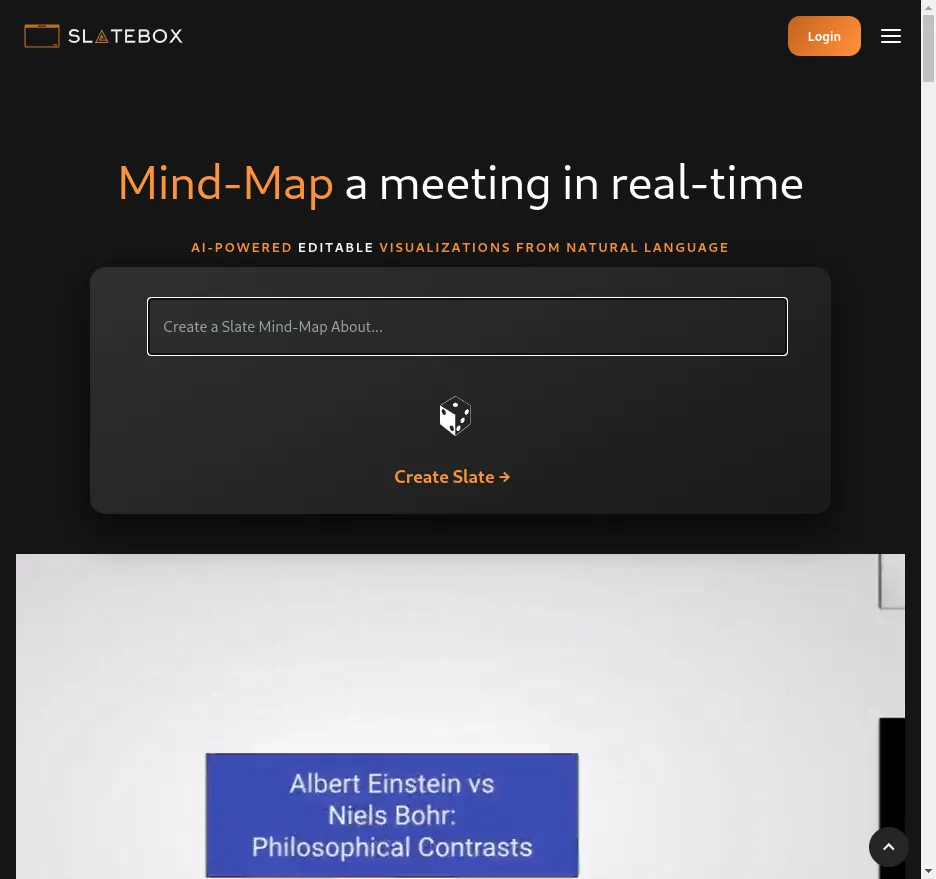 SLATEBOX
Login
Mind-Map a meeting in real-time
AI-POWERED EDITABLE VISUALIZATIONS FROM NATURAL LANGUAGE
Create a Slate Mind-Map About...
Create Slate →
Albert Einstein vs
Niels Bohr:
Philosophical Contrasts